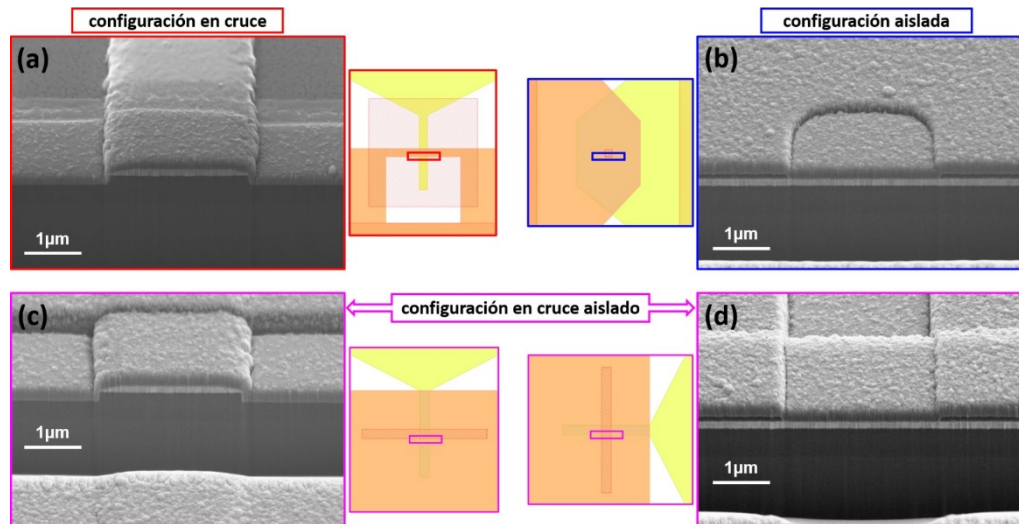 configuración en cruce
configuración aislada
(a)
(b)
1µm
1µm
(c)
configuración en cruce aislado
(d)
1µm
1µm